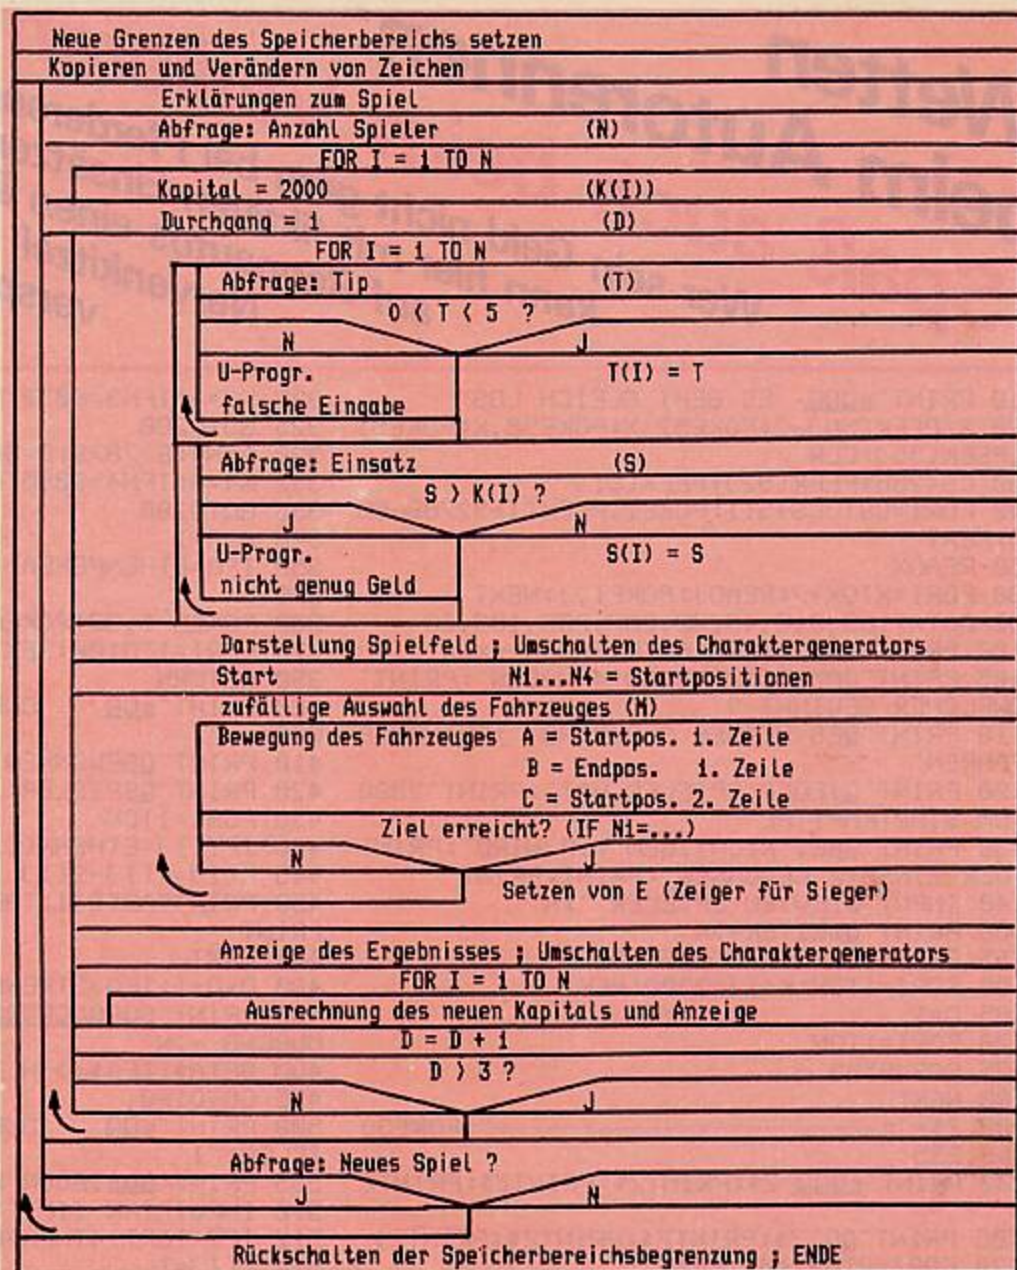 Neue Grenzen des Speicherbereichs setzen
Kopieren und Verändern von Zeichen
Erklärungen zum Spiel
Abfrage: Anzahl Spieler (N)
FOR I = 1 TO N
Kapital = 2000 (K(I))
Durchgang = 1 (D)
FOR I = 1 TO N
Abfrage: Tip (T)
0 < T < 5 ?
N J
U-Progr. T(I) = T
falsche Eingabe
Abfrage: Einsatz (S)
S > K(I) ?
J N
U-Progr. S(I) = S
nicht genug Geld
Darstellung Spielfeld ; Umschalten des Charaktergenerators
Start N1...N4 = Startpositionen
zufällige Auswahl des Fahrzeuges (M)
Bewegung des Fahrzeuges A = Startpos. 1. Zeile
B = Endpos. 1. Zeile
C = Startpos. 2. Zeile
Ziel erreicht? (IF N1=...)
N J
Setzen von E (Zeiger für Sieger)
Anzeige des Ergebnisses ; Umschalten des Charaktergenerators
FOR I = 1 TO N
Ausrechnung des neuen Kapitals und Anzeige
D = D + 1
D > 3 ?
N J
Abfrage: Neues Spiel ?
J N
Rückschalten der Speicherbereichsbegrenzung ; ENDE